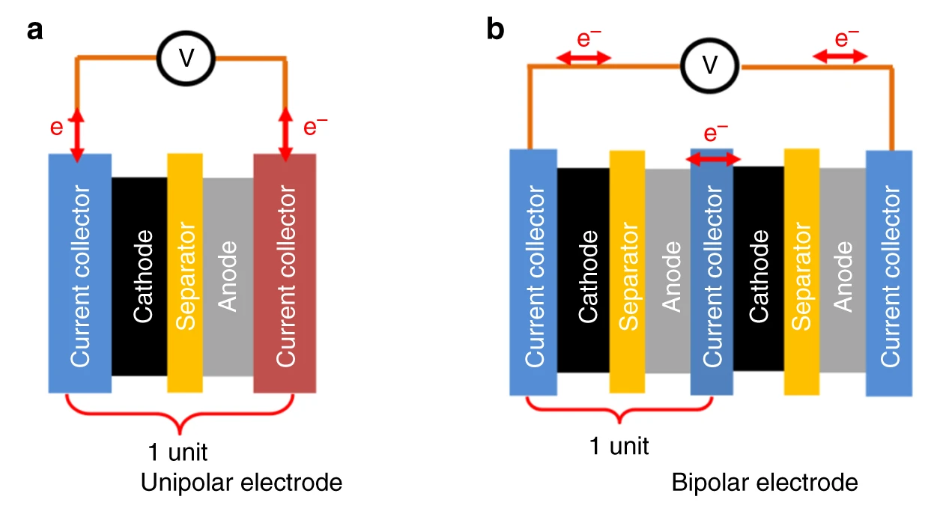 a
V
e
e⁻
Current collector
Cathode
Separator
Anode
Current collector
1 unit
Unipolar electrode
b
e⁻
V
e⁻
e⁻
Current collector
Cathode
Separator
Anode
Current collector
Cathode
Separator
Anode
Current collector
1 unit
Bipolar electrode